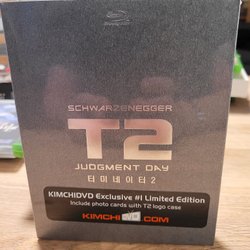 SCHWARZENEGGER
T2
JUDGMENT DAY
터미네이터 2
KIMCHIDVD Exclusive #1 Limited Edition
Include photo cards with T2 logo case
KIMCHIDVD.COM